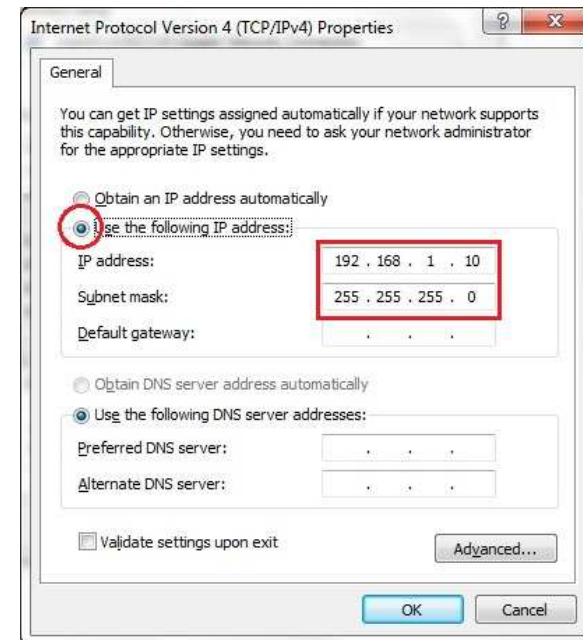 Internet Protocol Version 4 (TCP/IPv4) Properties
General
You can get IP settings assigned automatically if your network supports
this capability. Otherwise, you need to ask your network administrator
for the appropriate IP settings.
Obtain an IP address automatically
Use the following IP address:
IP address: 192 . 168 . 1 . 10
Subnet mask: 255 . 255 . 255 . 0
Default gateway: . . .
Obtain DNS server address automatically
Use the following DNS server addresses:
Preferred DNS server: . . .
Alternate DNS server: . . .
Validate settings upon exit
Advanced...
OK Cancel